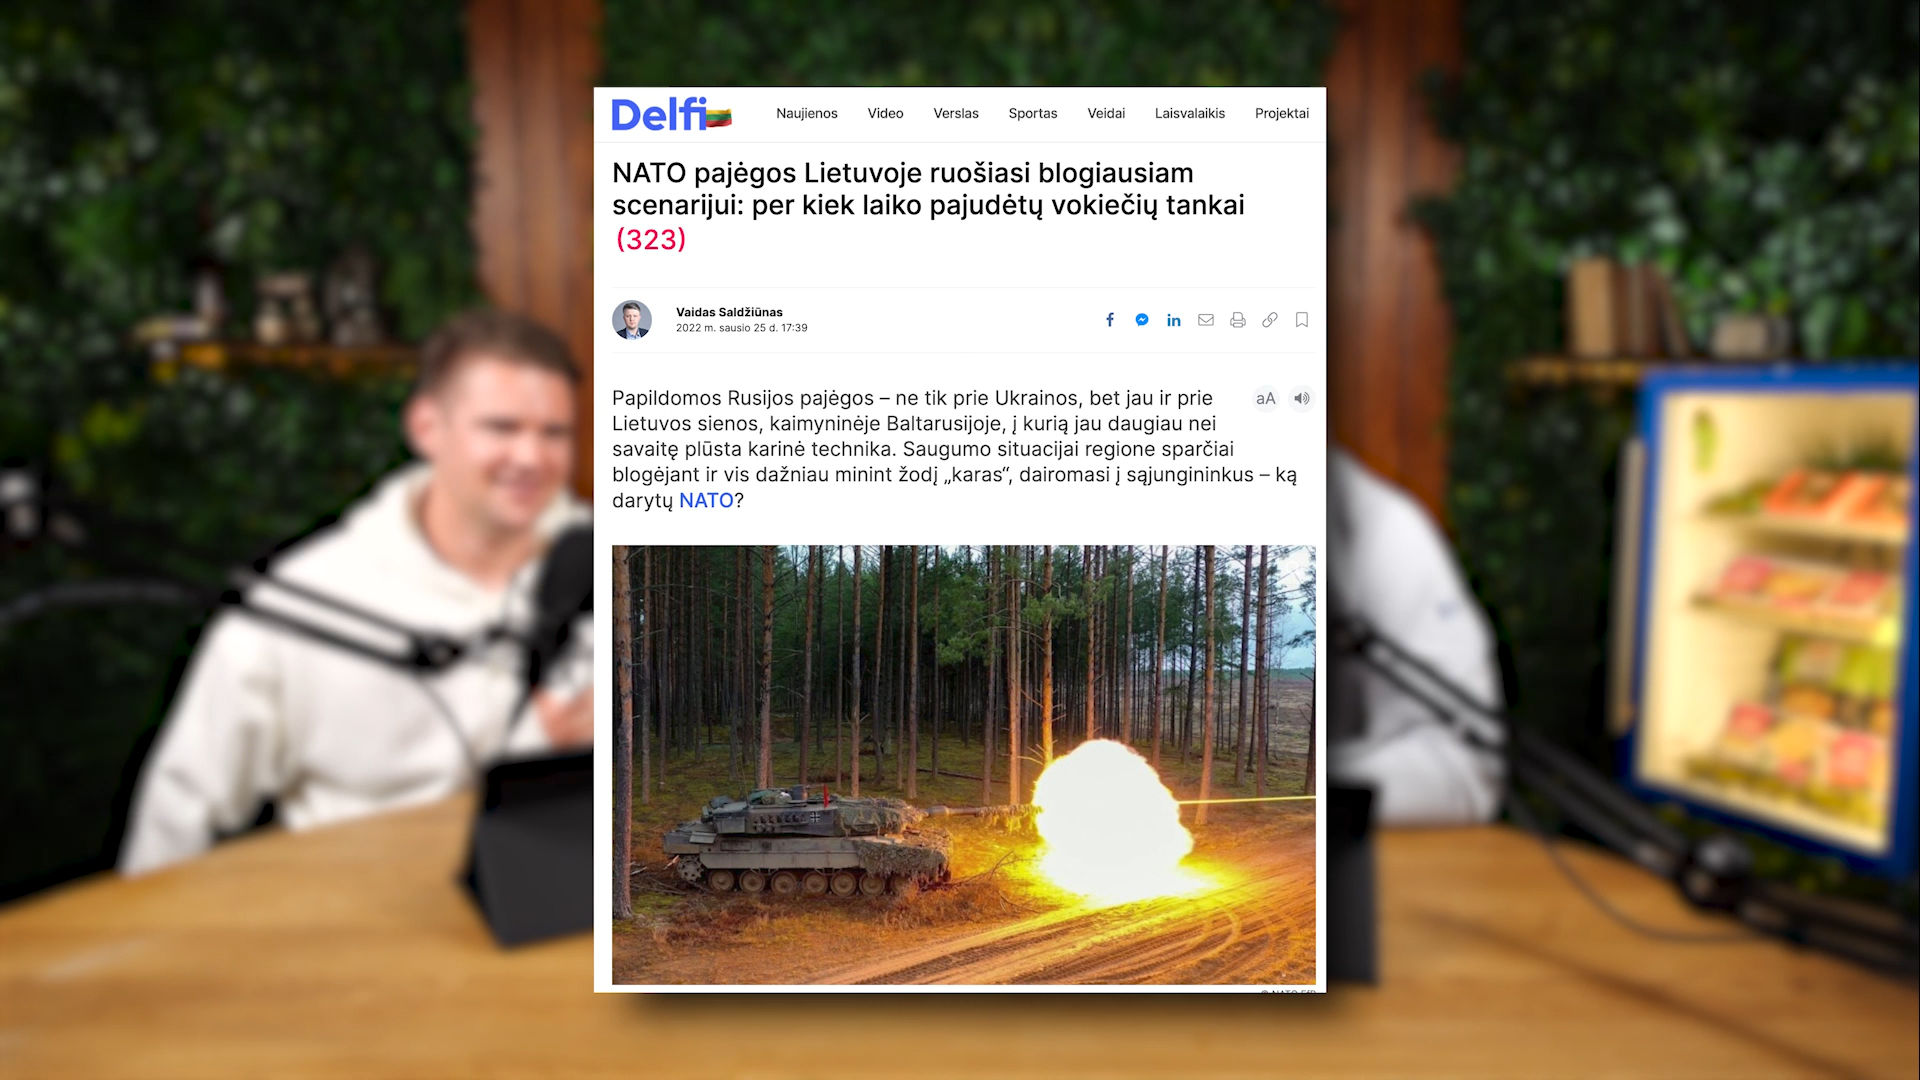 Delfi
Naujienos Video Verslas Sportas Veidai Laisvalaikis Projektai
NATO pajėgos Lietuvoje ruošiasi blogiausiam
scenarijui: per kiek laiko pajudėtų vokiečių tankai
(323)
Vaidas Saldžiūnas
2022 m. sausio 25 d. 17:39
Papildomos Rusijos pajėgos – ne tik prie Ukrainos, bet jau ir prie
aA
Lietuvos sienos, kaimyninėje Baltarusijoje, į kurią jau daugiau nei
savaitę plūsta karinė technika. Saugumo situacijai regione sparčiai
blogėjant ir vis dažniau minint žodį „karas“, dairomasi į sąjungininkus – ką
darytų NATO?